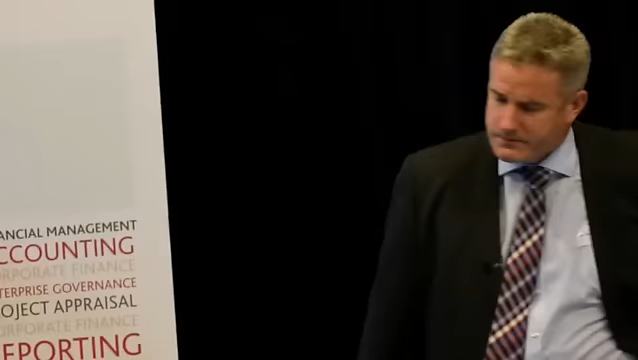 ANCIAL MANAGEMENT
CCOUNTING
ORPORATE FINANCE
TERPRISE GOVERNANCE
OJECT APPRAISAL
ORPORATE FINANCE
EPORTING